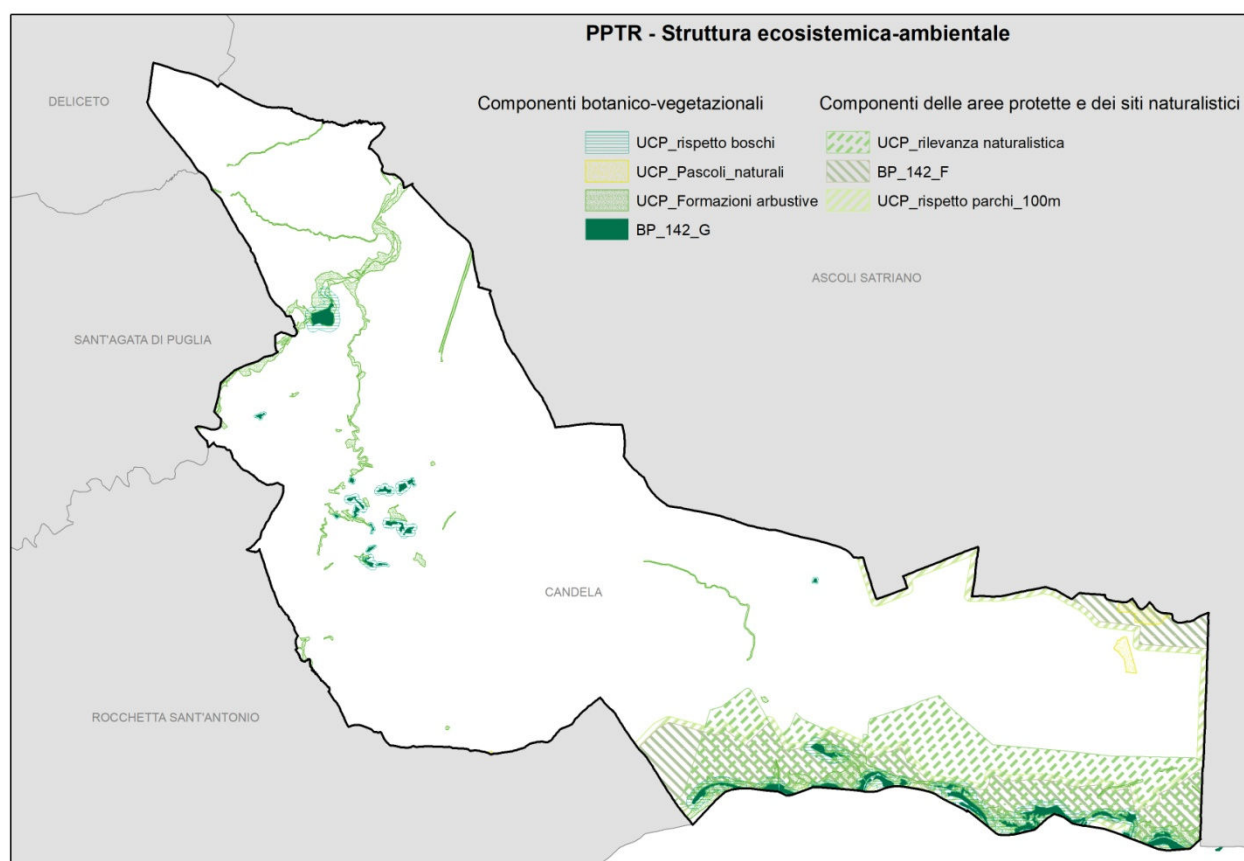 PPTR - Struttura ecosistemica-ambientale
Componenti botanico-vegetazionali
UCP_rispetto boschi
UCP_Pascoli_naturali
UCP_Formazioni arbustive
BP_142_G
Componenti delle aree protette e dei siti naturalistici
UCP_rilevanza naturalistica
BP_142_F
UCP_rispetto parchi_100m
DELICETO
ASCOLI SATRIANO
SANT'AGATA DI PUGLIA
CANDELA
ROCCHETTA SANT'ANTONIO